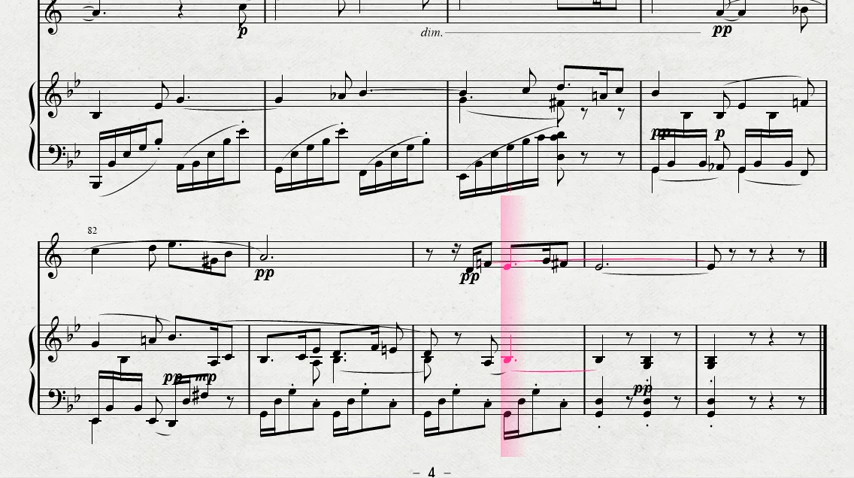 p
dim. pp
pp p
82
pp pp
pp mp
pp
– 4 –